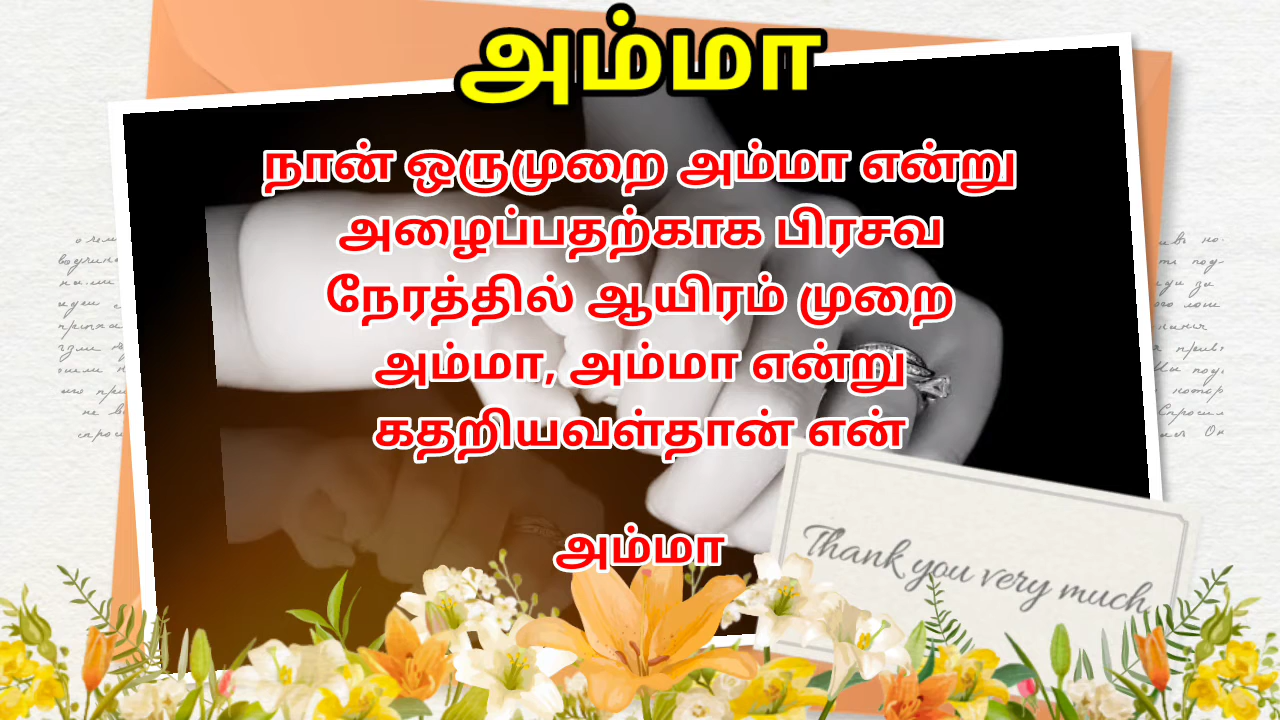 அம்மா
நான் ஒருமுறை அம்மா என்று
அழைப்பதற்காக பிரசவ
நேரத்தில் ஆயிரம் முறை
அம்மா, அம்மா என்று
கதறியவள்தான் என்
அம்மா
Thank you very much